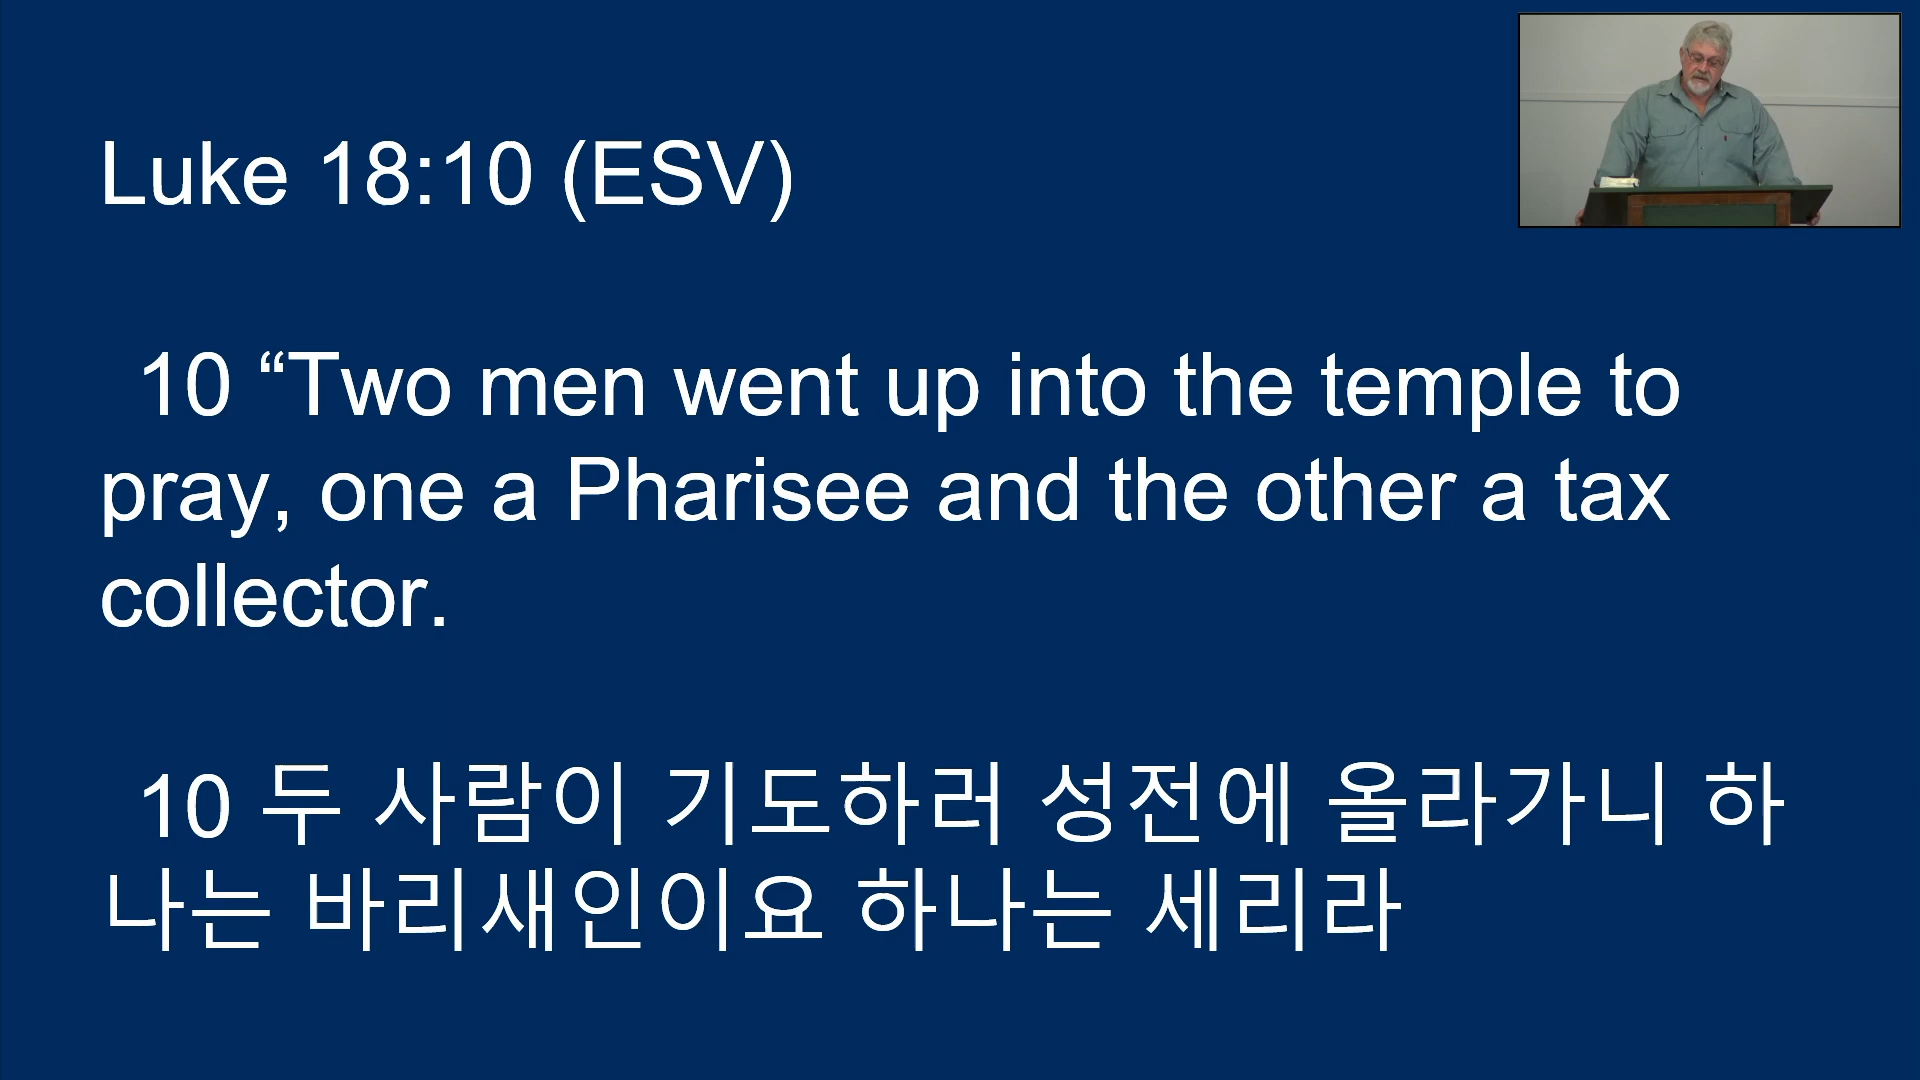 Luke 18:10 (ESV)
10 “Two men went up into the temple to
pray, one a Pharisee and the other a tax
collector.
10 두 사람이 기도하러 성전에 올라가니 하
나는 바리새인이요 하나는 세리라